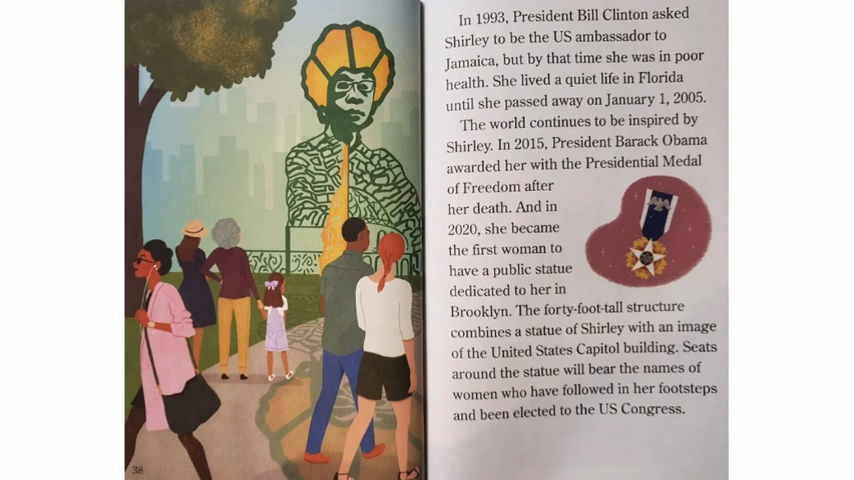 In 1993, President Bill Clinton asked
Shirley to be the US ambassador to
Jamaica, but by that time she was in poor
health. She lived a quiet life in Florida
until she passed away on January 1, 2005.
The world continues to be inspired by
Shirley. In 2015, President Barack Obama
awarded her with the Presidential Medal
of Freedom after
her death. And in
2020, she became
the first woman to
have a public statue
dedicated to her in
Brooklyn. The forty-foot-tall structure
combines a statue of Shirley with an image
of the United States Capitol building. Seats
around the statue will bear the names of
women who have followed in her footsteps
and been elected to the US Congress.
38